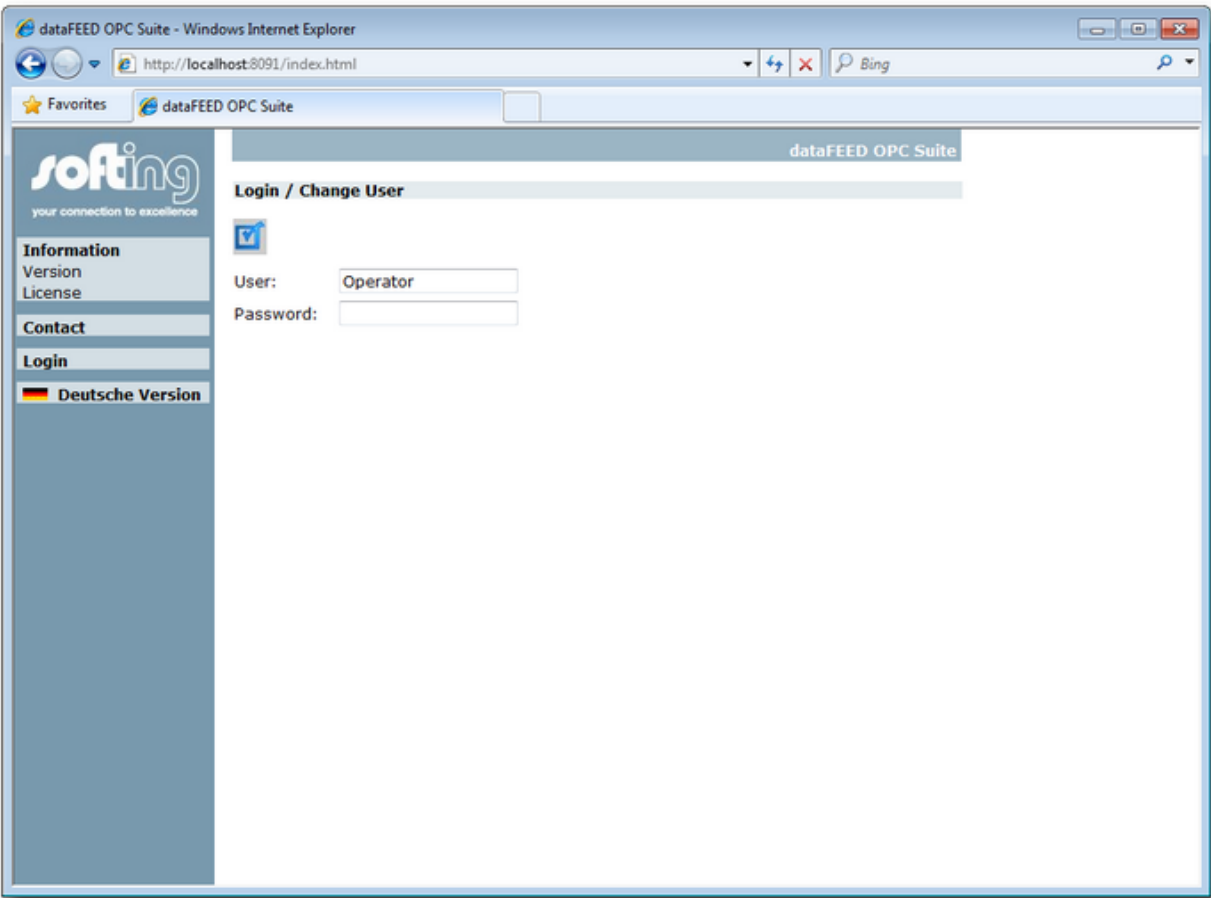 dataFEED OPC Suite - Windows Internet Explorer
http://localhost:8091/index.html
Bing
Favorites
dataFEED OPC Suite
softing
your connection to excellence
Information
Version
License
Contact
Login
Deutsche Version
dataFEED OPC Suite
Login / Change User
User: Operator
Password: